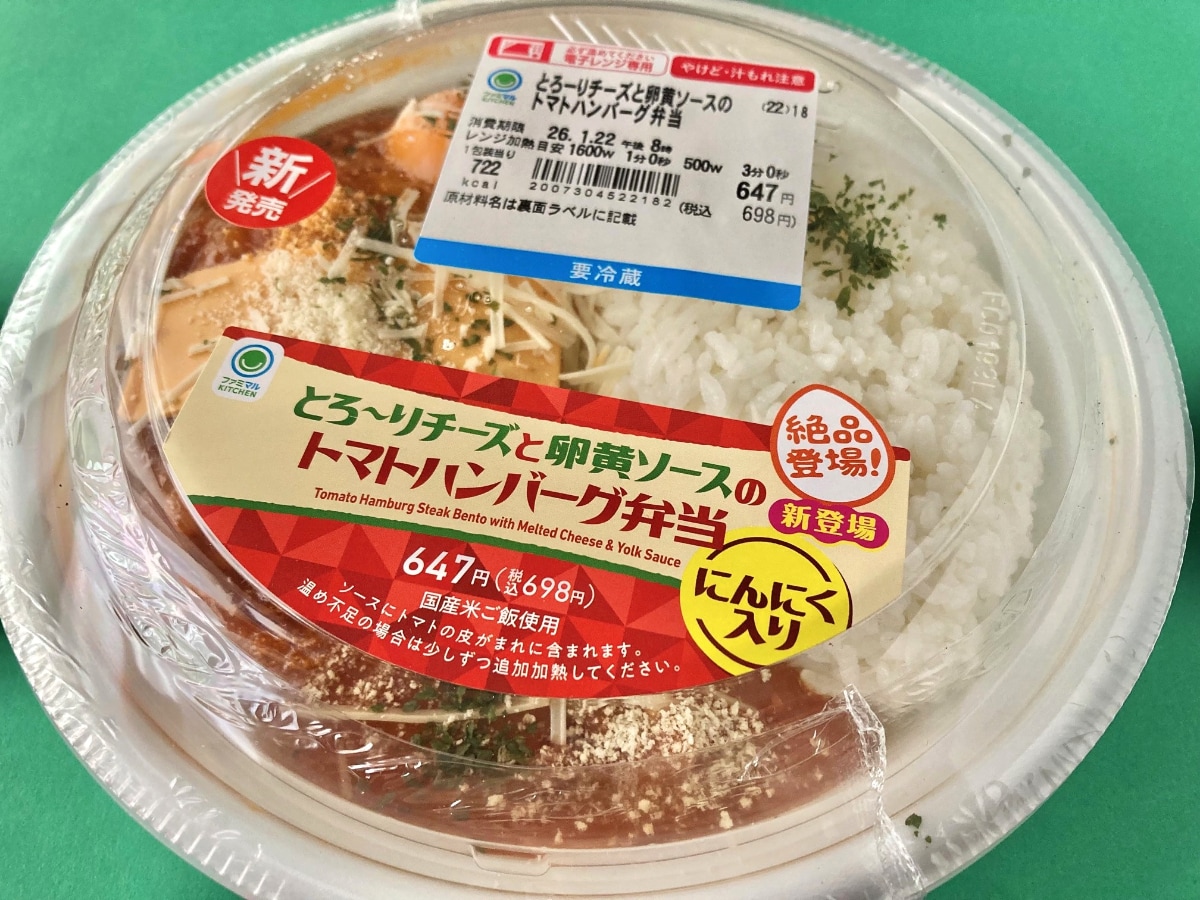 必ず温めてください
電子レンジ専用
やけど・汁もれ注意
ファミマル
KITCHEN
とろーりチーズと卵黄ソースの
トマトハンバーグ弁当
(22)18
消費期限 26.1.22 午後 8時
レンジ加熱目安 1600w 1分0秒 500w 3分0秒
1包装当り
722
kcal
2007304522182
647円
(税込 698円)
原材料名は裏面ラベルに記載
要冷蔵
新
発売
ファミマル
KITCHEN
とろ〜りチーズと卵黄ソースの
トマトハンバーグ弁当
Tomato Hamburg Steak Bento with Melted Cheese & Yolk Sauce
絶品
登場!
新登場
647円(税込698円)
国産米ご飯使用
ソースにトマトの皮がまれに含まれます。
温め不足の場合は少しずつ追加加熱してください。
にんにく
入り